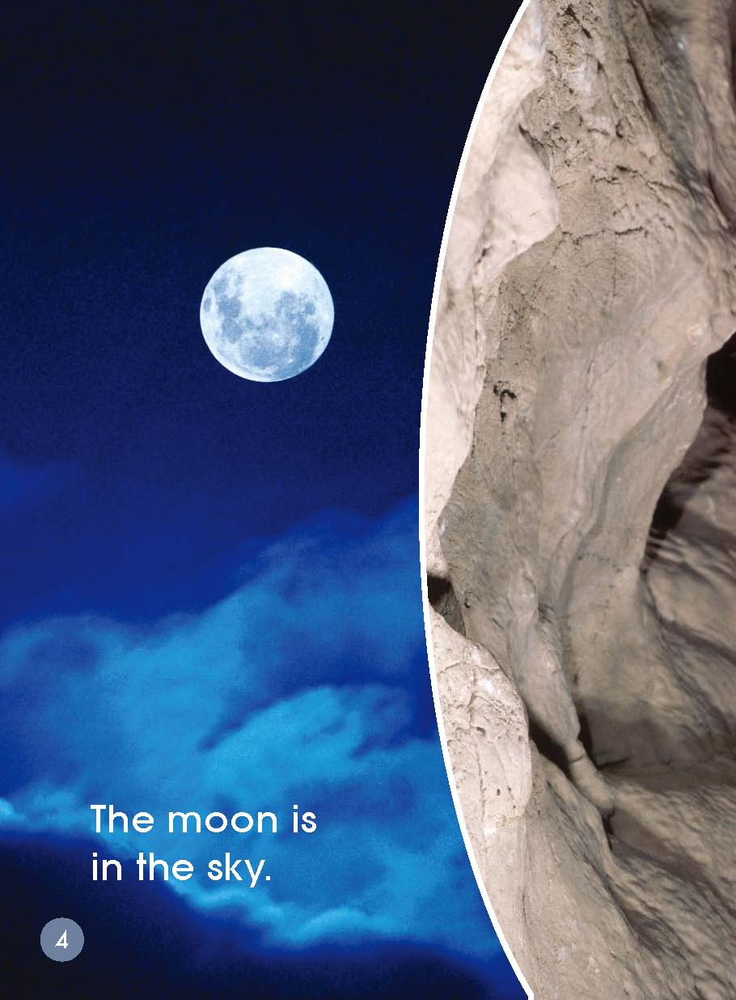 The moon is
in the sky.
4